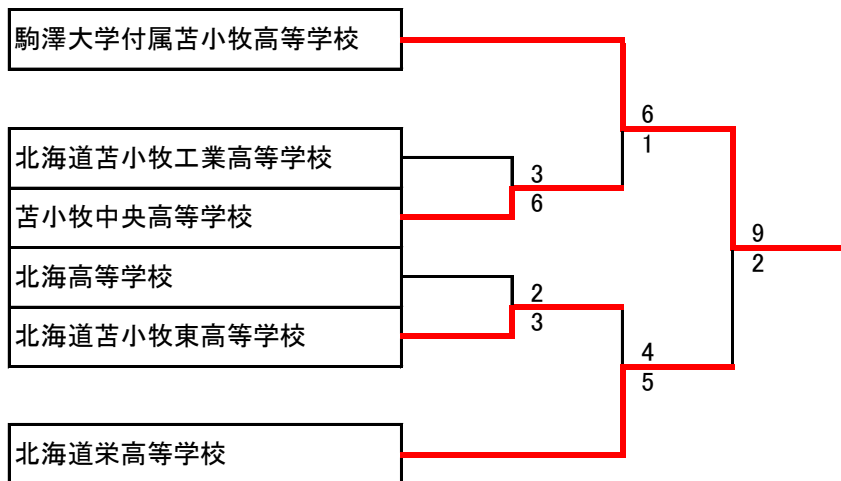 駒澤大学付属苫小牧高等学校
6
1
北海道苫小牧工業高等学校
3
6
苫小牧中央高等学校
9
2
北海高等学校
2
3
北海道苫小牧東高等学校
4
5
北海道栄高等学校